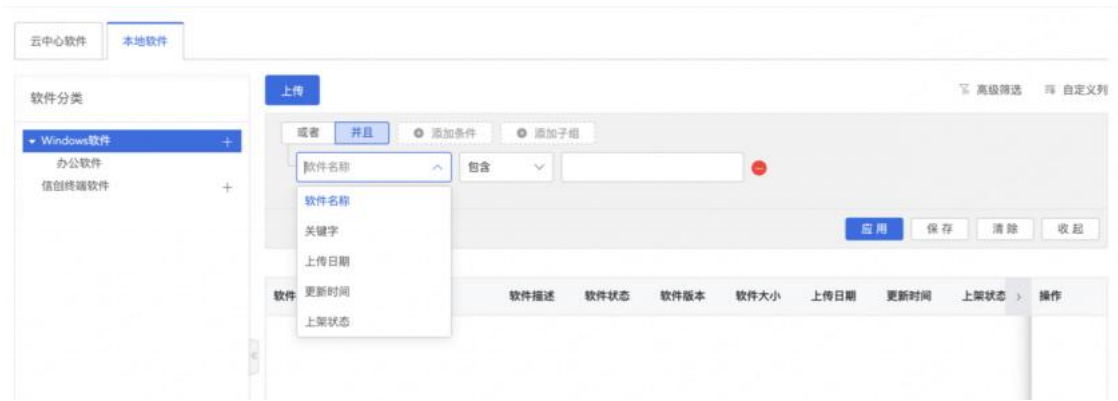 云中心软件 本地软件
软件分类
上传 高级筛选 自定义列
Windows软件
办公软件
信创终端软件
或者 并且 添加条件 添加子组
软件名称 包含
软件名称
关键字
上传日期
更新时间
上架状态
应用 保存 清除 收起
软件 软件描述 软件状态 软件版本 软件大小 上传日期 更新时间 上架状态 操作